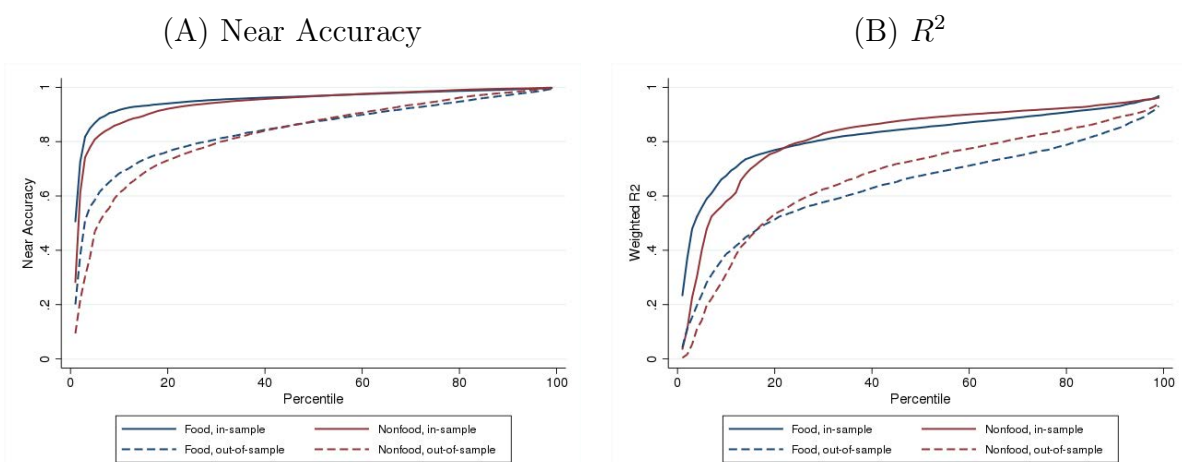 (A) Near Accuracy
(B) R²
Near Accuracy
1
.8
.6
.4
.2
0
0 20 40 60 80 100
Percentile
Food, in-sample Nonfood, in-sample
Food, out-of-sample Nonfood, out-of-sample
Weighted R2
1
.8
.6
.4
.2
0
0 20 40 60 80 100
Percentile
Food, in-sample Nonfood, in-sample
Food, out-of-sample Nonfood, out-of-sample